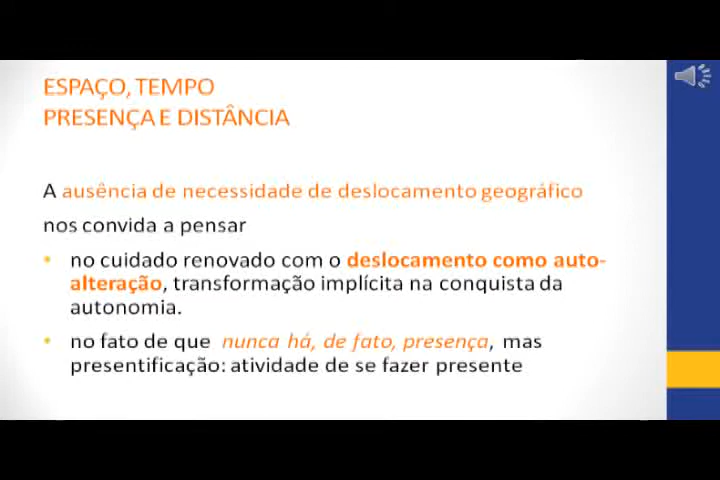 ESPAÇO, TEMPO
PRESENÇA E DISTÂNCIA
A ausência de necessidade de deslocamento geográfico
nos convida a pensar
• no cuidado renovado com o deslocamento como auto-
alteração, transformação implícita na conquista da
autonomia.
• no fato de que nunca há, de fato, presença, mas
presentificação: atividade de se fazer presente